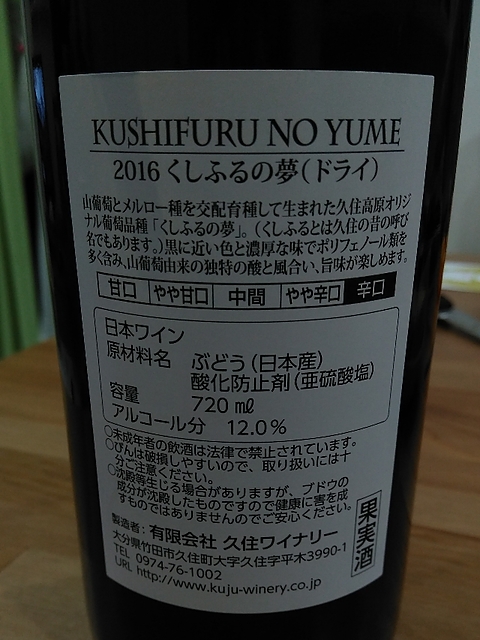 KUSHIFURU NO YUME
2016 くしふるの夢(ドライ)
山葡萄とメルロー種を交配育種して生まれた久住高原オリジ
ナル葡萄品種「くしふるの夢」。(くしふるとは久住の昔の呼び
名でもあります。)黒に近い色と濃厚な味でポリフェノール類を
多く含み、山葡萄由来の独特の酸と風合い、旨味が楽しめます。
甘口 やや甘口 中間 やや辛口 辛口
日本ワイン
原材料名 ぶどう(日本産)
酸化防止剤(亜硫酸塩)
容量 720㎖
アルコール分 12.0%
○未成年者の飲酒は法律で禁止されています。
○びんは破損しやすいので、取り扱いには十
分ご注意ください。
○沈殿等生じる場合がありますが、ブドウの
成分が沈殿したものですので健康に害を成
すものではありませんのでご安心ください。
果実酒
製造者:有限会社 久住ワイナリー
大分県竹田市久住町大字久住字平木3990-1
TEL 0974-76-1002
URL http://www.kuju-winery.co.jp